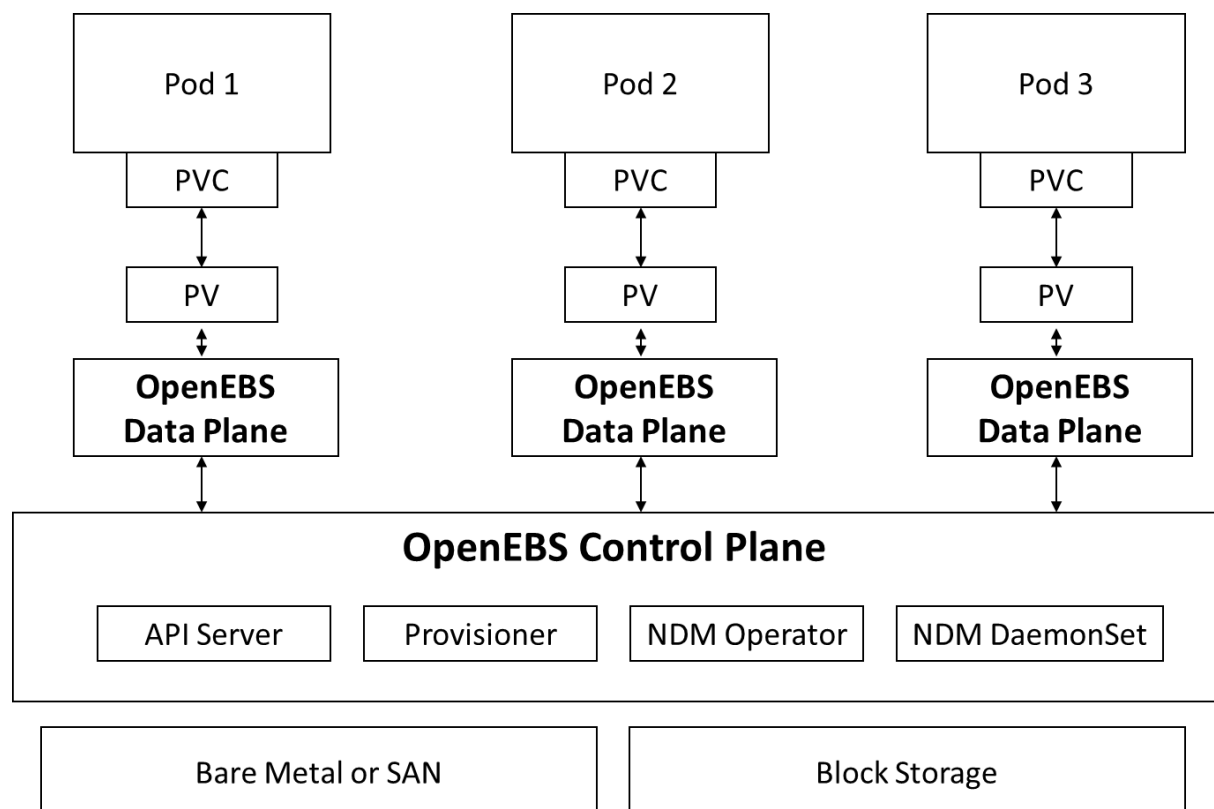 Pod 1
Pod 2
Pod 3
PVC
PVC
PVC
PV
PV
PV
OpenEBS
Data Plane
OpenEBS
Data Plane
OpenEBS
Data Plane
OpenEBS Control Plane
API Server
Provisioner
NDM Operator
NDM DaemonSet
Bare Metal or SAN
Block Storage